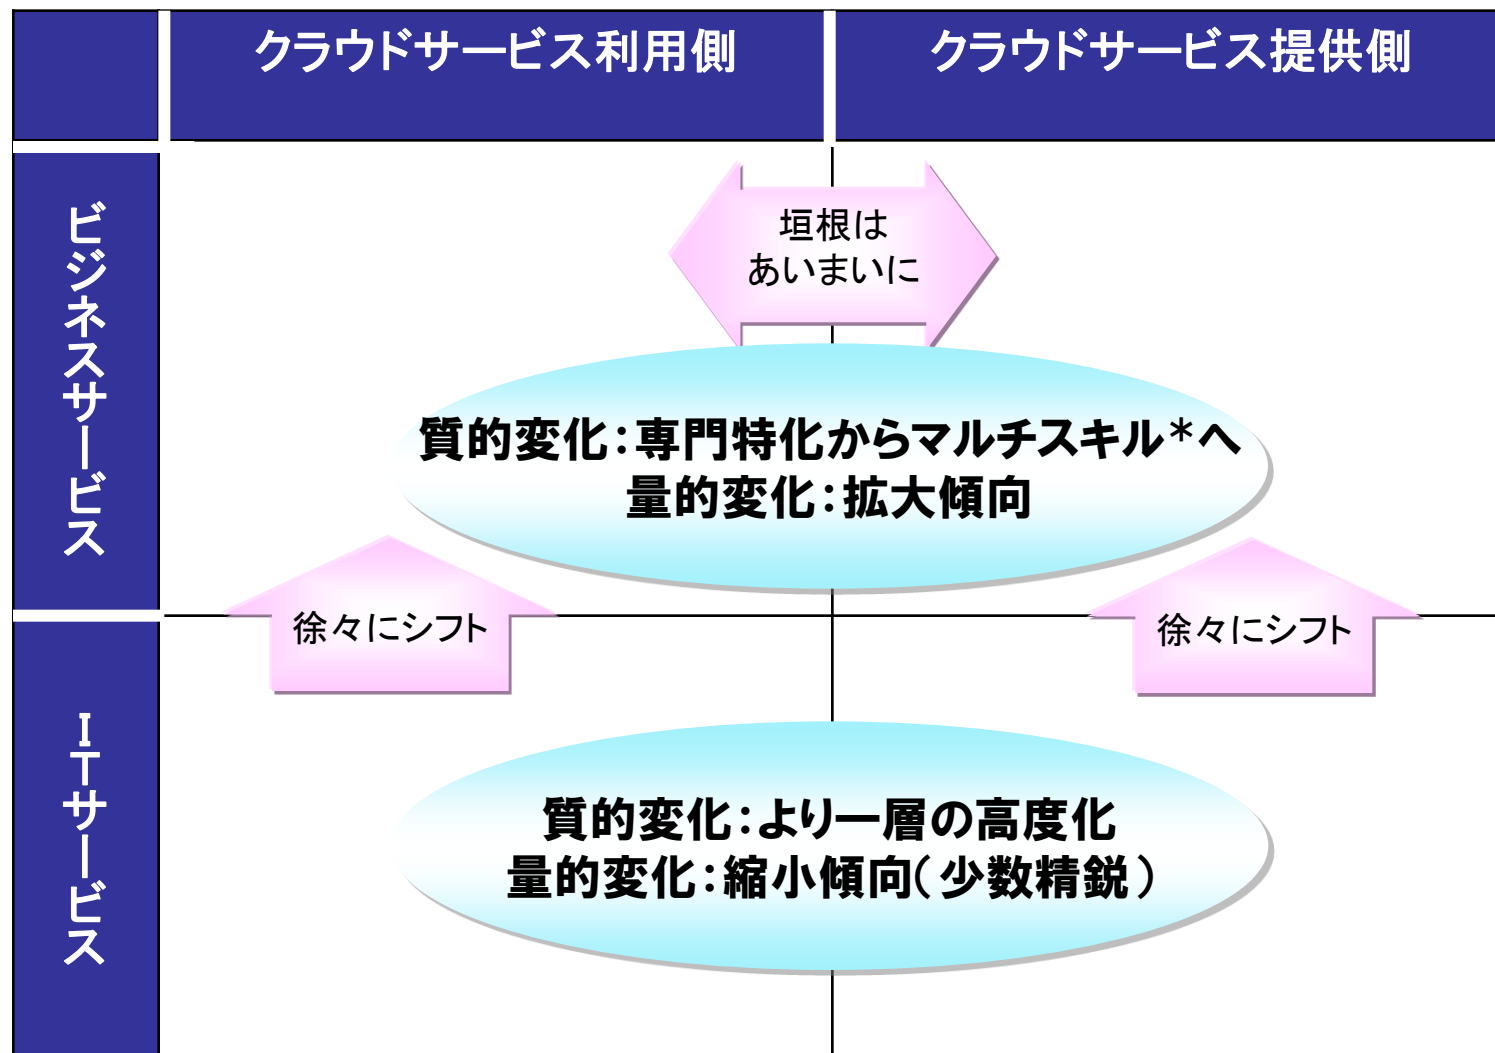 クラウドサービス利用側
クラウドサービス提供側
ビジネスサービス
垣根は
あいまいに
質的変化：専門特化からマルチスキル*へ
量的変化：拡大傾向
徐々にシフト
徐々にシフト
ITサービス
質的変化：より一層の高度化
量的変化：縮小傾向（少数精鋭）